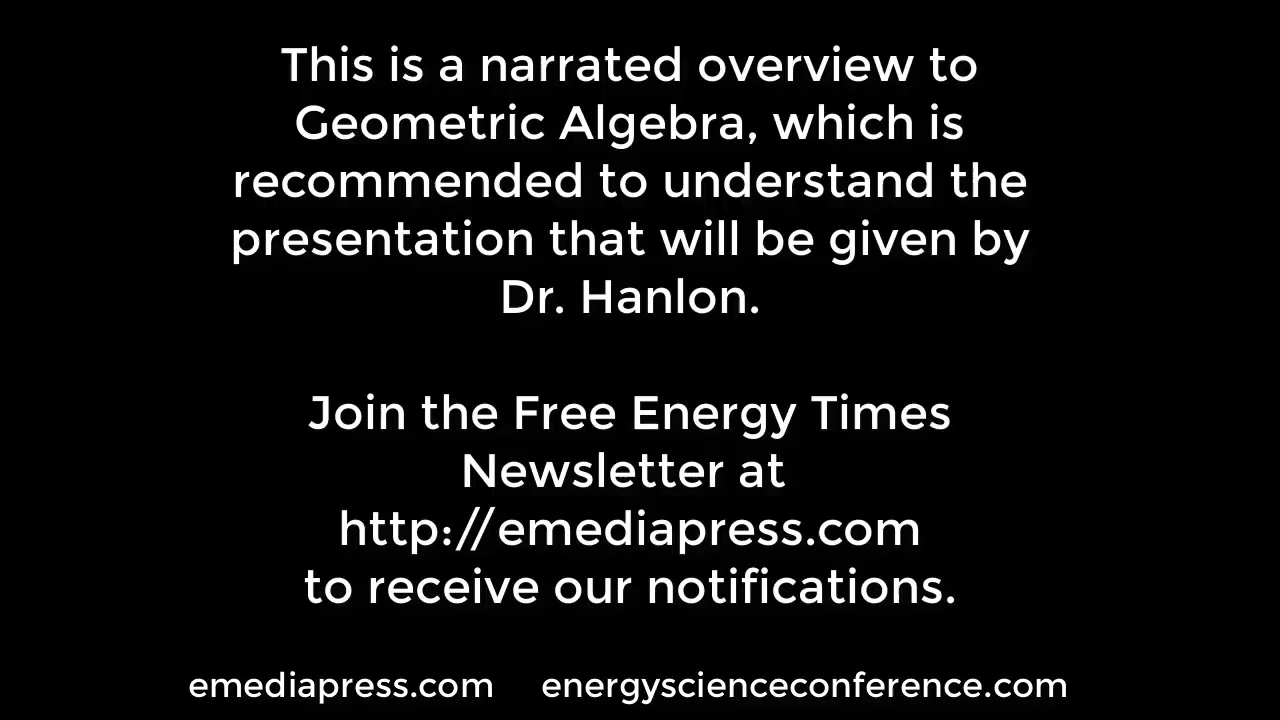 This is a narrated overview to
Geometric Algebra, which is
recommended to understand the
presentation that will be given by
Dr. Hanlon.
Join the Free Energy Times
Newsletter at
http://emediapress.com
to receive our notifications.
emediapress.com energyscienceconference.com